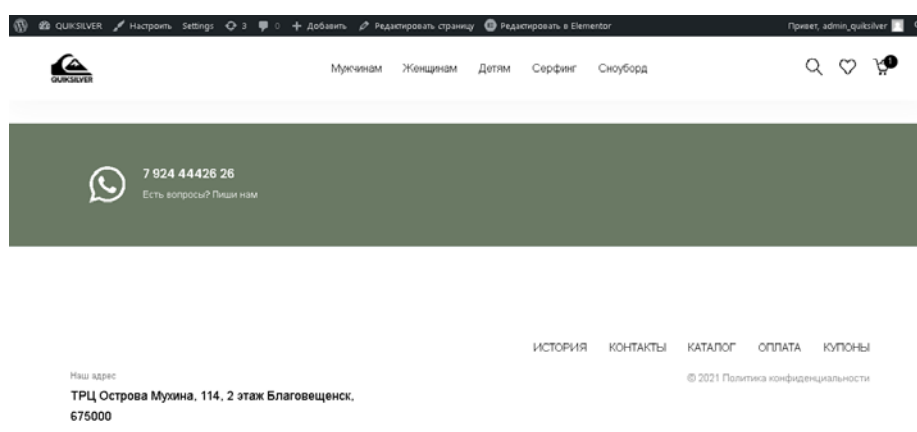 QUIKSILVER Настроить Settings 3 0 Добавить Редактировать страницу Редактировать в Elementor Привет, admin_quiksilver
QUIKSILVER Мужчинам Женщинам Детям Серфинг Сноуборд 1
7 924 44426 26
Есть вопросы? Пиши нам
ИСТОРИЯ КОНТАКТЫ КАТАЛОГ ОПЛАТА КУПОНЫ
Наш адрес © 2021 Политика конфиденциальности
ТРЦ Острова Мухина, 114, 2 этаж Благовещенск,
675000